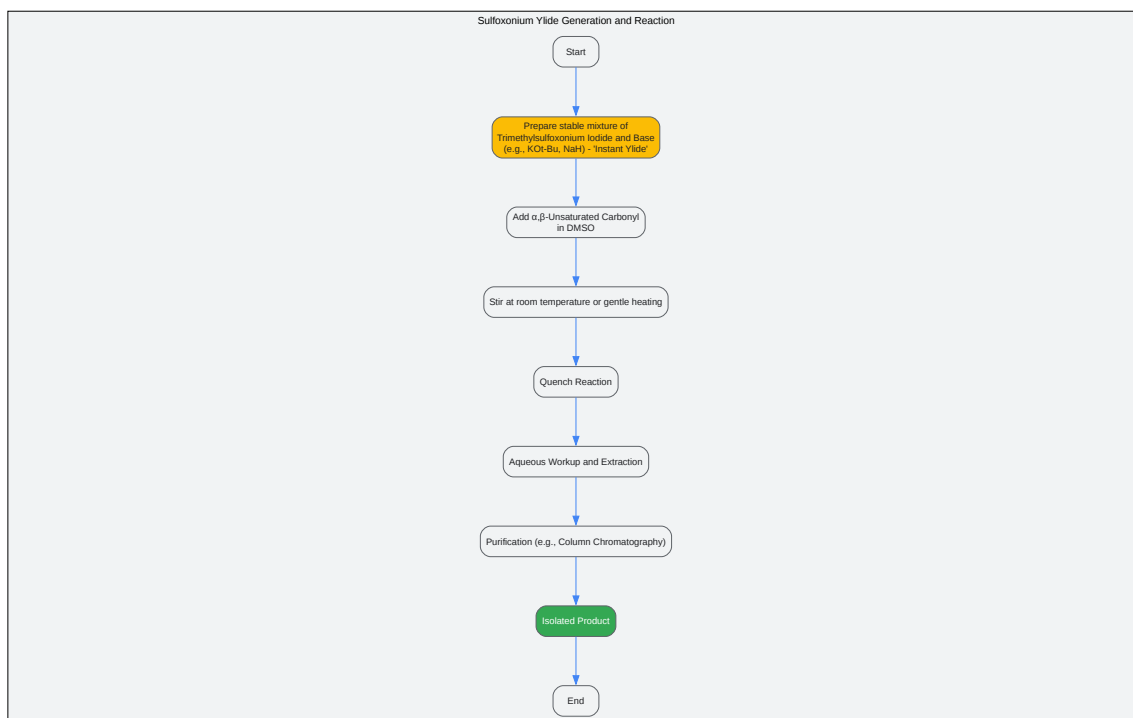 Sulfoxonium Ylide Generation and Reaction
Start
Prepare stable mixture of
Trimethylsulfoxonium Iodide and Base
(e.g., KOt-Bu, NaH) - 'Instant Ylide'
Add α,β-Unsaturated Carbonyl
in DMSO
Stir at room temperature or gentle heating
Quench Reaction
Aqueous Workup and Extraction
Purification (e.g., Column Chromatography)
Isolated Product
End